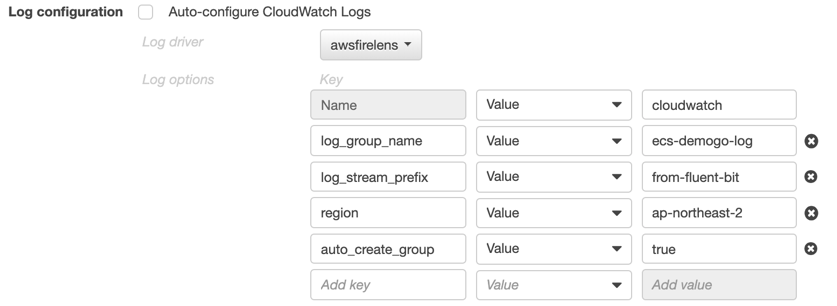 Log configuration Auto-configure CloudWatch Logs
Log driver awsfirelens
Log options Key
Name Value cloudwatch
log_group_name Value ecs-demogo-log
log_stream_prefix Value from-fluent-bit
region Value ap-northeast-2
auto_create_group Value true
Add key Value Add value